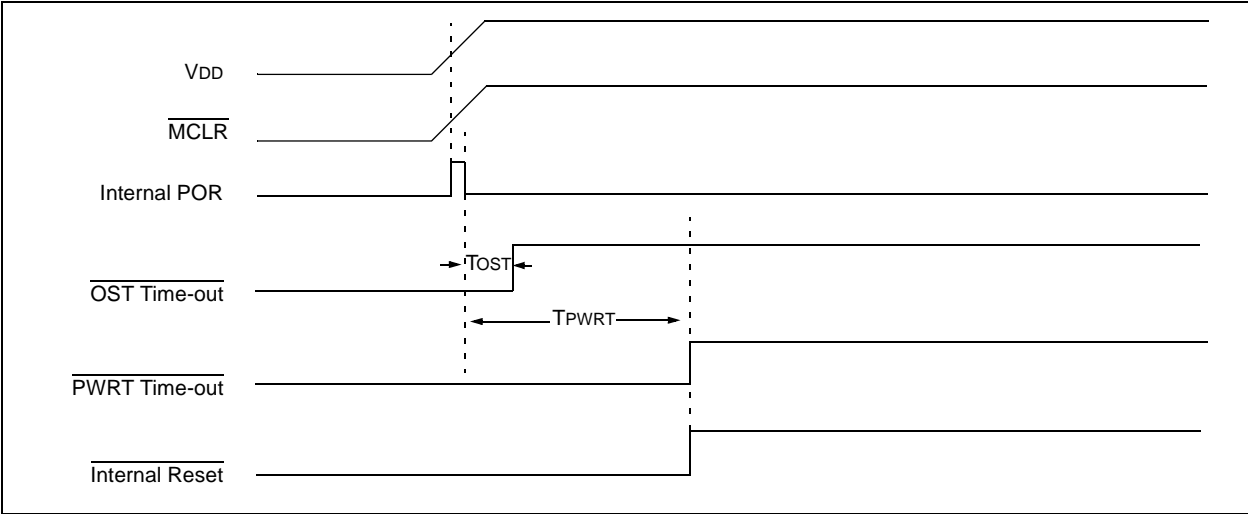 VDD
MCLR
Internal POR
TOST
OST Time-out
TPWRT
PWRT Time-out
Internal Reset